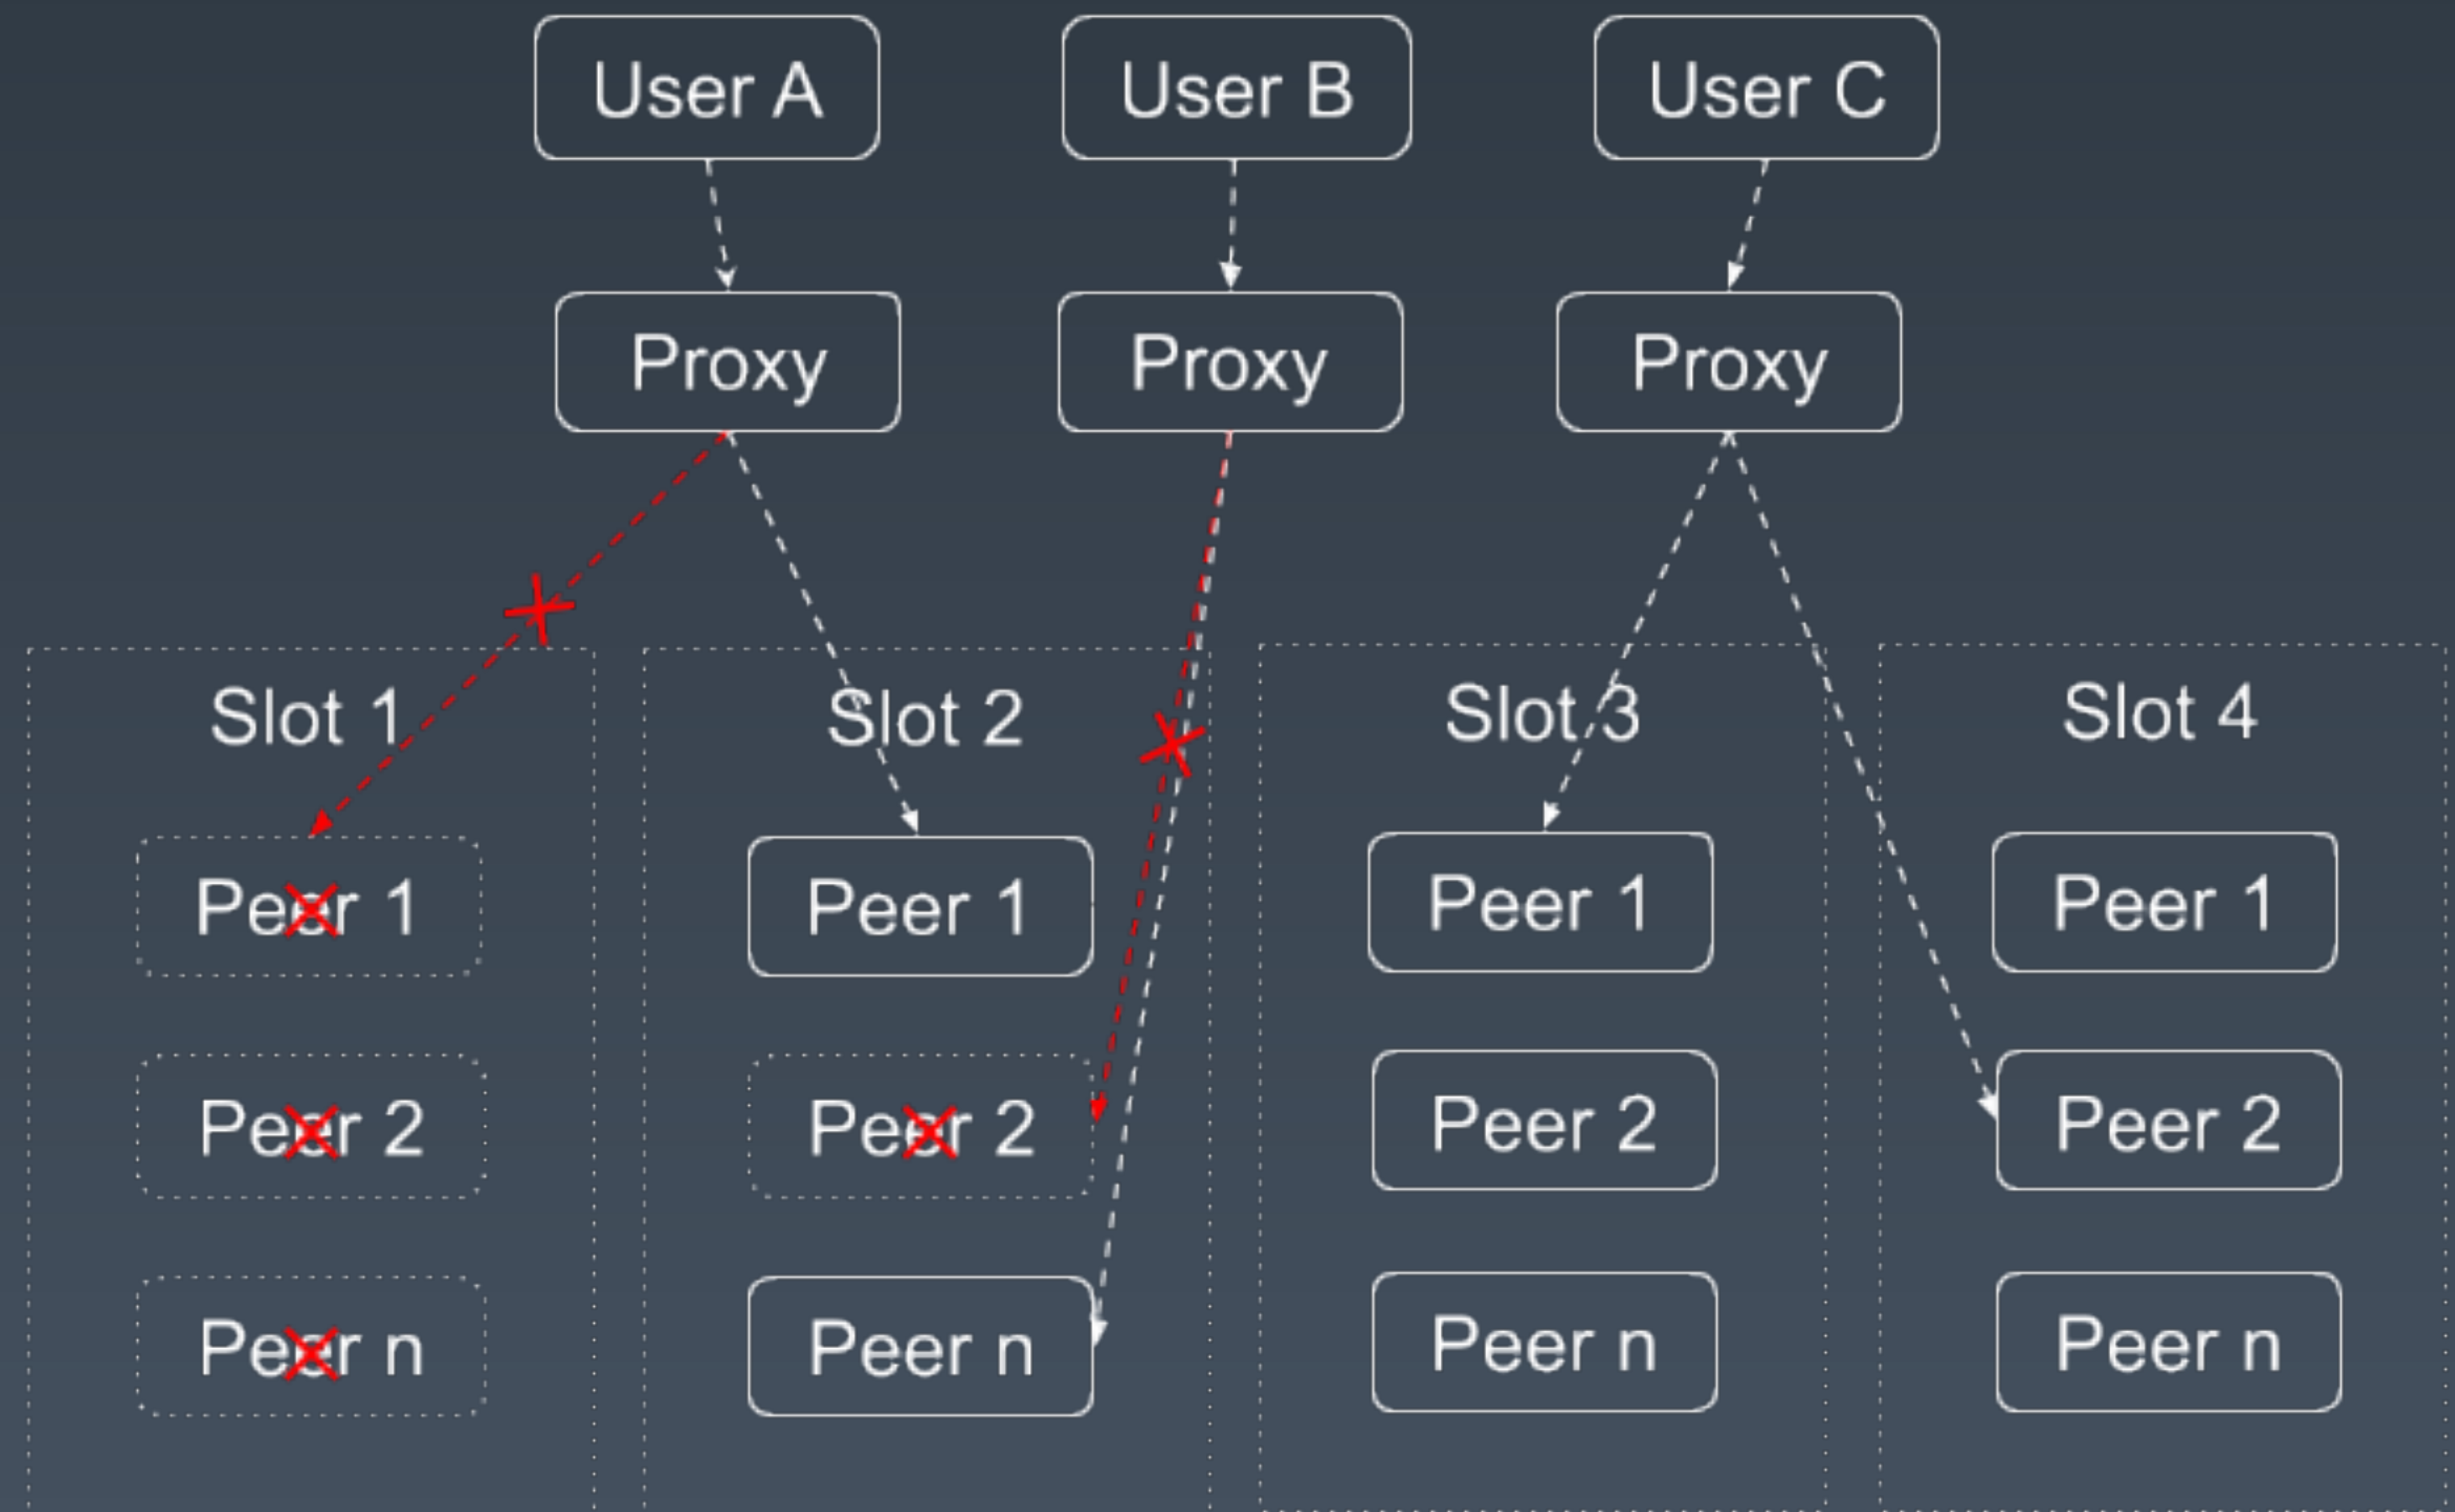 User A
User B
User C
Proxy
Proxy
Proxy
Slot 1
Slot 2
Slot 3
Slot 4
Peer 1
Peer 1
Peer 1
Peer 1
Peer 2
Peer 2
Peer 2
Peer 2
Peer n
Peer n
Peer n
Peer n